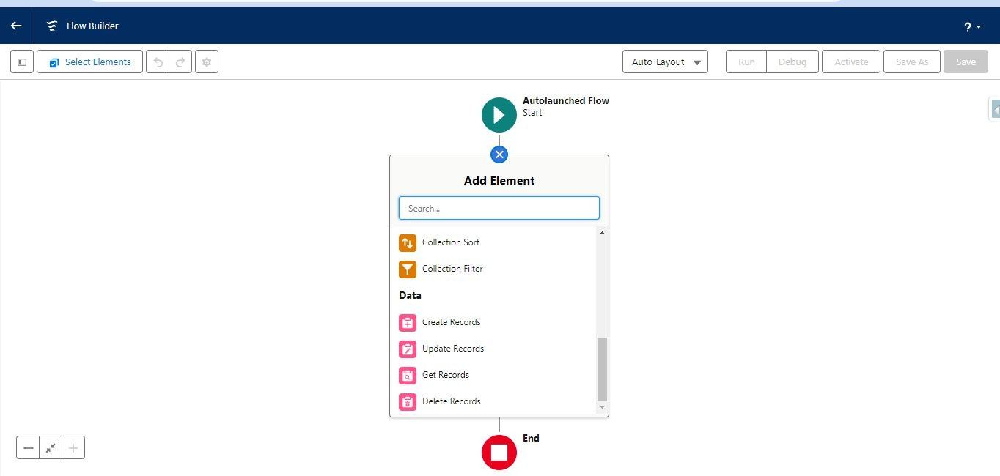 Flow Builder
?
Select Elements
Auto-Layout
Run
Debug
Activate
Save As
Save
Autolaunched Flow
Start
Add Element
Search...
Collection Sort
Collection Filter
Data
Create Records
Update Records
Get Records
Delete Records
End